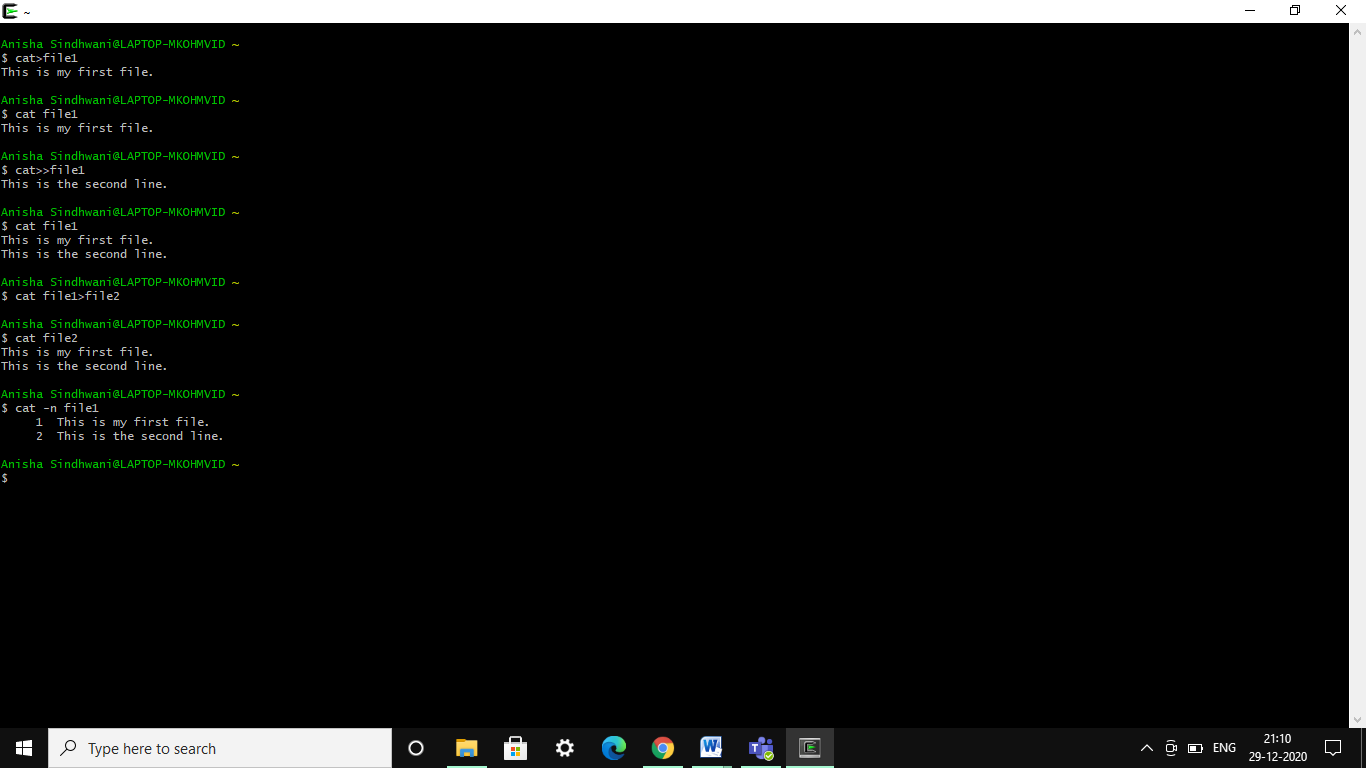 ~
Anisha Sindhwani@LAPTOP-MKOHMVID ~
$ cat>file1
This is my first file.
Anisha Sindhwani@LAPTOP-MKOHMVID ~
$ cat file1
This is my first file.
Anisha Sindhwani@LAPTOP-MKOHMVID ~
$ cat>>file1
This is the second line.
Anisha Sindhwani@LAPTOP-MKOHMVID ~
$ cat file1
This is my first file.
This is the second line.
Anisha Sindhwani@LAPTOP-MKOHMVID ~
$ cat file1>file2
Anisha Sindhwani@LAPTOP-MKOHMVID ~
$ cat file2
This is my first file.
This is the second line.
Anisha Sindhwani@LAPTOP-MKOHMVID ~
$ cat -n file1
     1  This is my first file.
     2  This is the second line.
Anisha Sindhwani@LAPTOP-MKOHMVID ~
$
Type here to search
ENG
21:10
29-12-2020